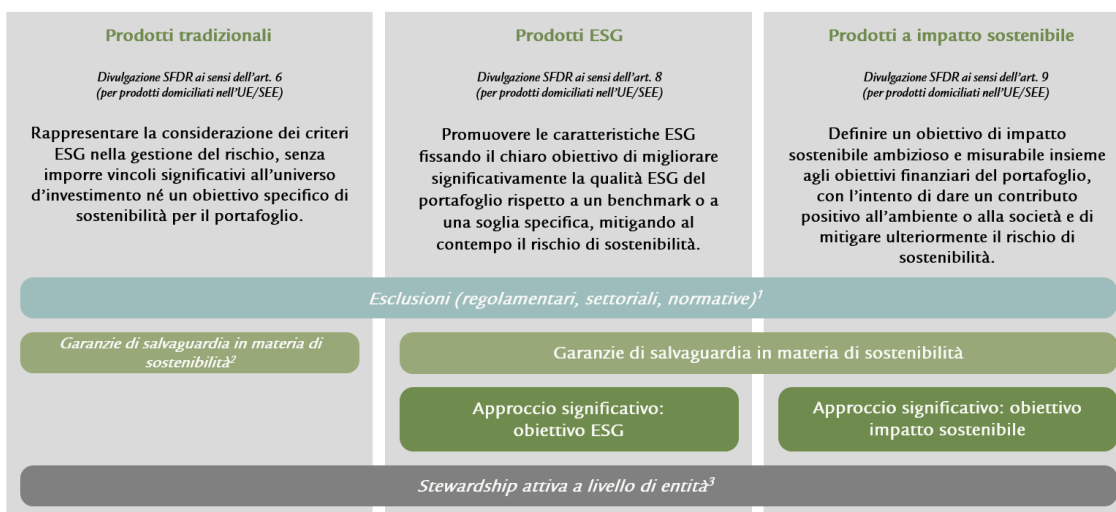 Prodotti tradizionali
Divulgazione SFDR ai sensi dell'art. 6
(per prodotti domiciliati nell'UE/SEE)
Rappresentare la considerazione dei criteri
ESG nella gestione del rischio, senza
imporre vincoli significativi all'universo
d'investimento né un obiettivo specifico di
sostenibilità per il portafoglio.
Prodotti ESG
Divulgazione SFDR ai sensi dell'art. 8
(per prodotti domiciliati nell'UE/SEE)
Promuovere le caratteristiche ESG
fissando il chiaro obiettivo di migliorare
significativamente la qualità ESG del
portafoglio rispetto a un benchmark o a
una soglia specifica, mitigando al
contempo il rischio di sostenibilità.
Prodotti a impatto sostenibile
Divulgazione SFDR ai sensi dell'art. 9
(per prodotti domiciliati nell'UE/SEE)
Definire un obiettivo di impatto
sostenibile ambizioso e misurabile insieme
agli obiettivi finanziari del portafoglio,
con l'intento di dare un contributo
positivo all'ambiente o alla società e di
mitigare ulteriormente il rischio di
sostenibilità.
Esclusioni (regolamentari, settoriali, normative)¹
Garanzie di salvaguardia in materia di
sostenibilità²
Garanzie di salvaguardia in materia di sostenibilità
Approccio significativo:
obiettivo ESG
Approccio significativo: obiettivo
impatto sostenibile
Stewardship attiva a livello di entità³